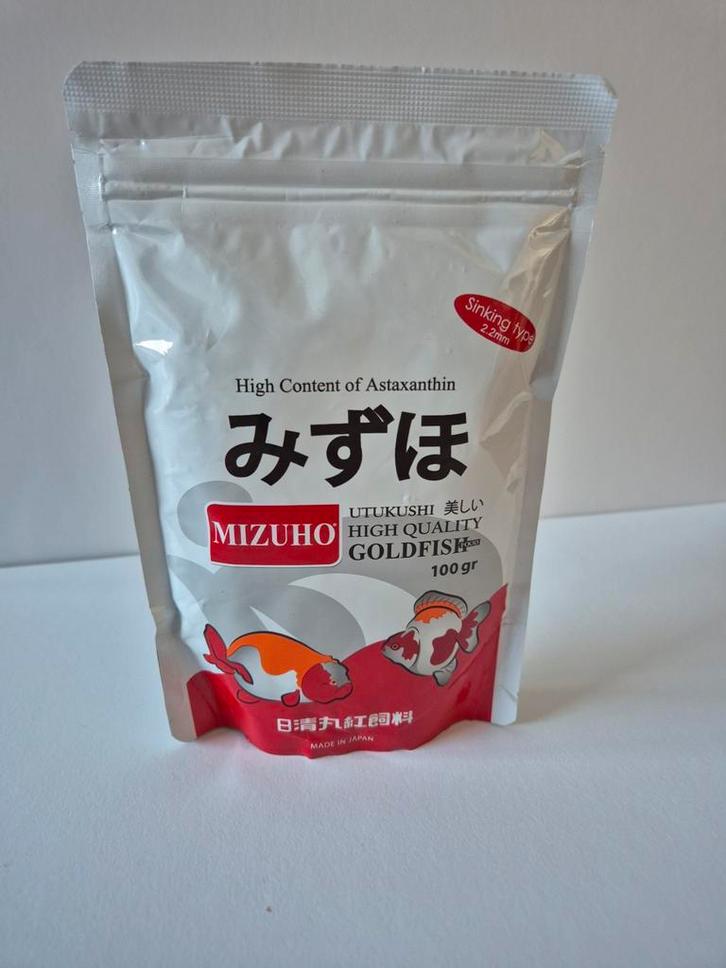 Sinking type
2.2mm
High Content of Astaxanthin
みずほ
MIZUHO®
UTUKUSHI 美しい
HIGH QUALITY
GOLDFISH FOOD
100 gr
日清丸紅飼料
MADE IN JAPAN